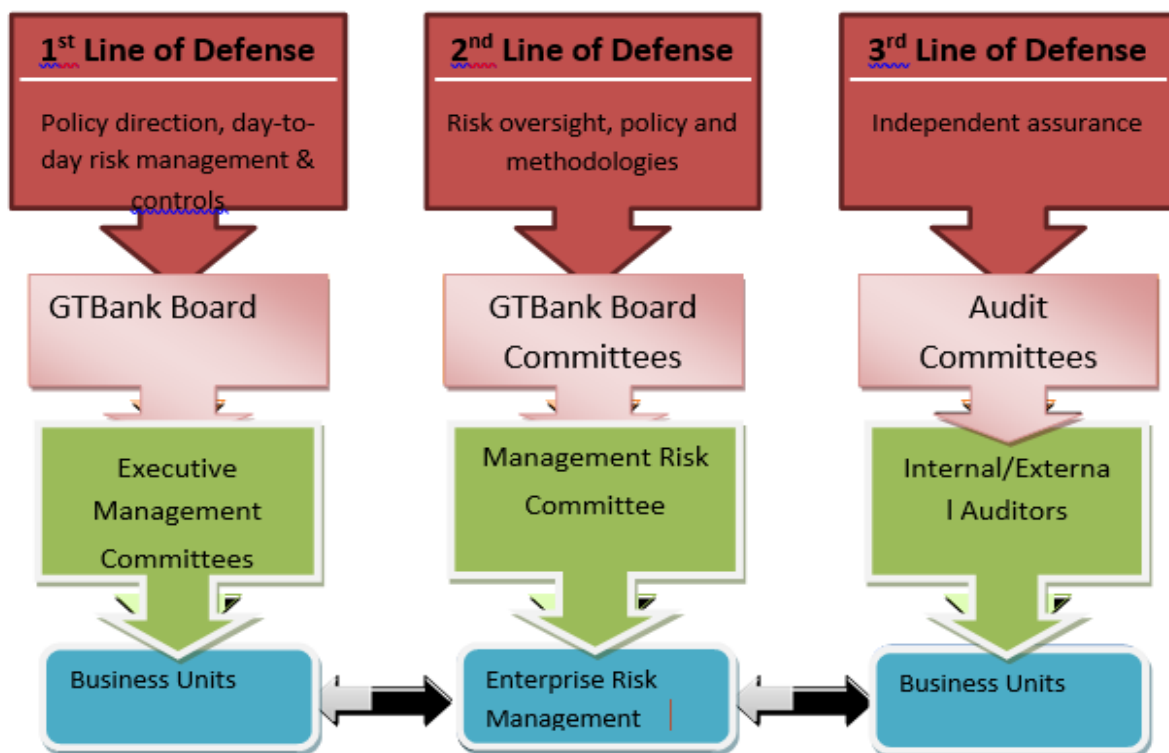 1st Line of Defense
Policy direction, day-to-
day risk management &
controls
2nd Line of Defense
Risk oversight, policy and
methodologies
3rd Line of Defense
Independent assurance
GTBank Board
GTBank Board
Committees
Audit
Committees
Executive
Management
Committees
Management Risk
Committee
Internal/Externa
l Auditors
Business Units
Enterprise Risk
Management
Business Units